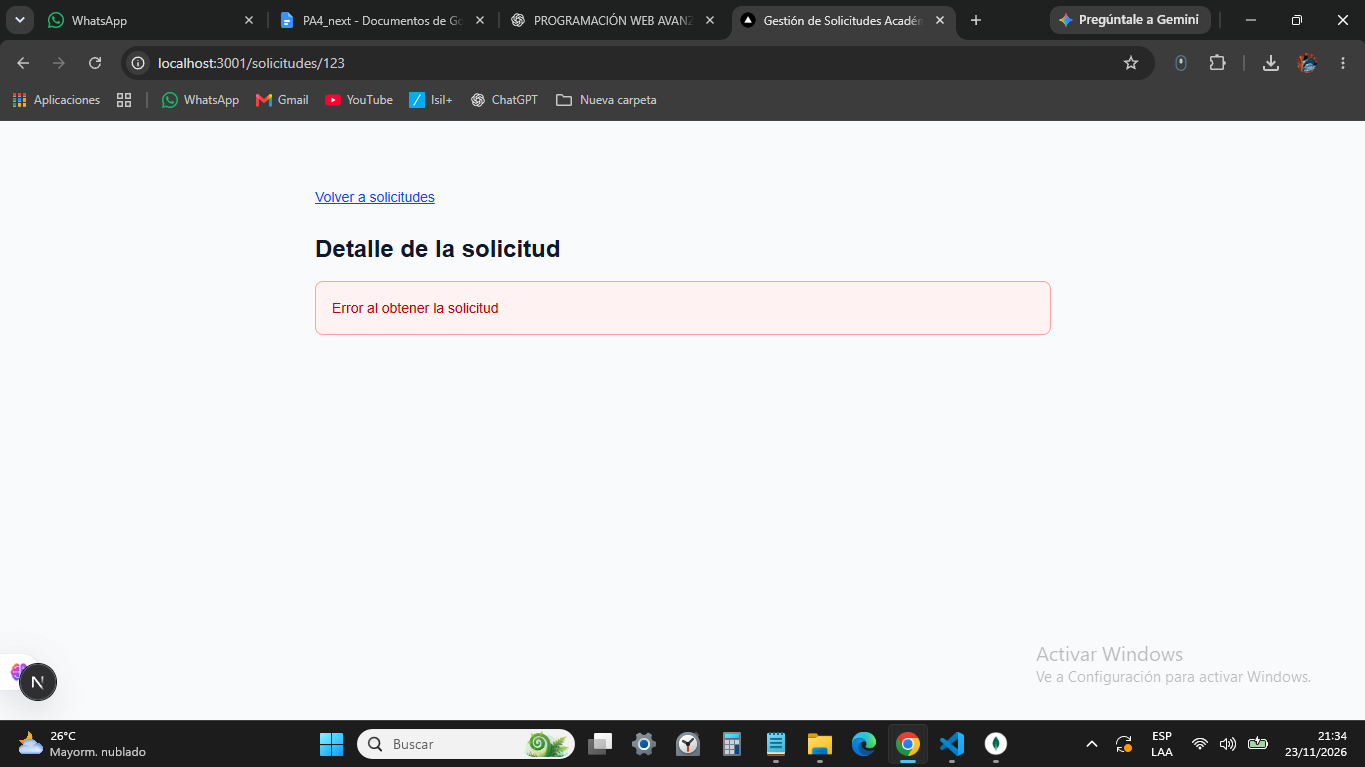 WhatsApp
PA4_next - Documentos de Go
PROGRAMACIÓN WEB AVANZ
Gestión de Solicitudes Académ
Pregúntale a Gemini
localhost:3001/solicitudes/123
Aplicaciones
WhatsApp
Gmail
YouTube
Isil+
ChatGPT
Nueva carpeta
Volver a solicitudes
Detalle de la solicitud
Error al obtener la solicitud
Activar Windows
Ve a Configuración para activar Windows.
N
26°C
Mayorm. nublado
Buscar
ESP
LAA
21:34
23/11/2026